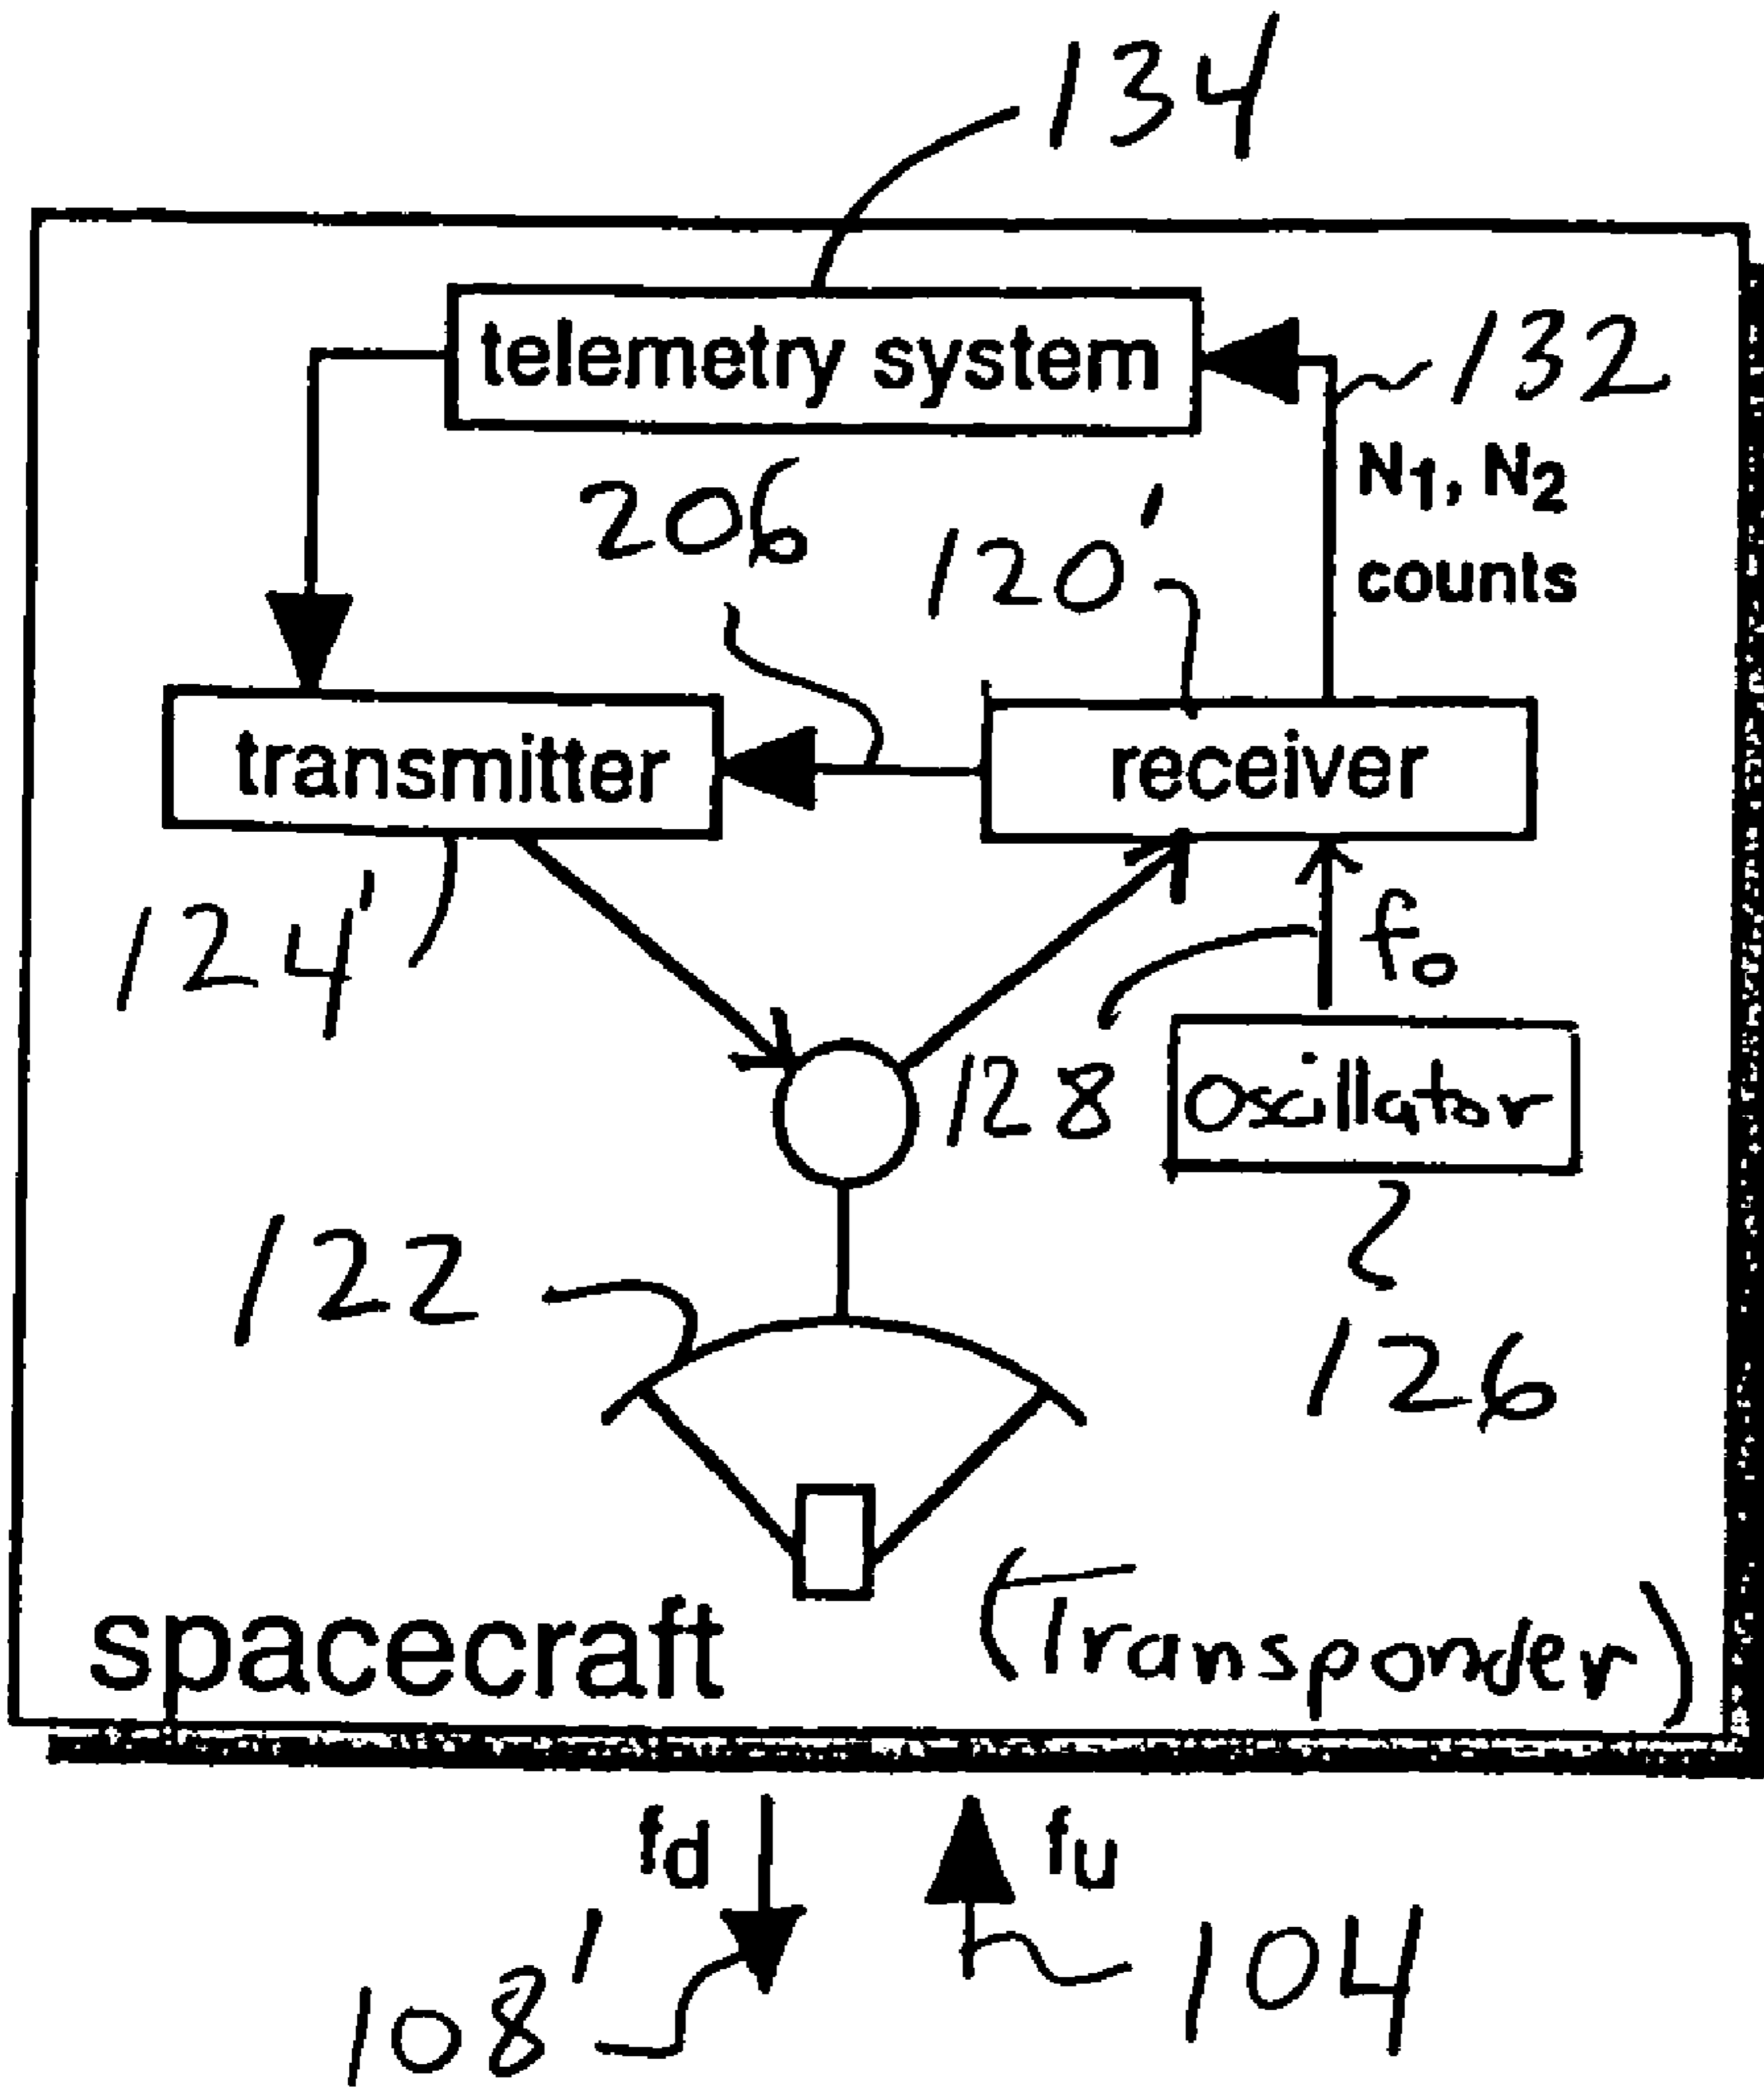 134
telemetry system
132
N1, N2
counts
206
120'
transmitter
receiver
124'
fo
128
oscillator
122
126
spacecraft
(Transponder)
fd
fu
108'
104